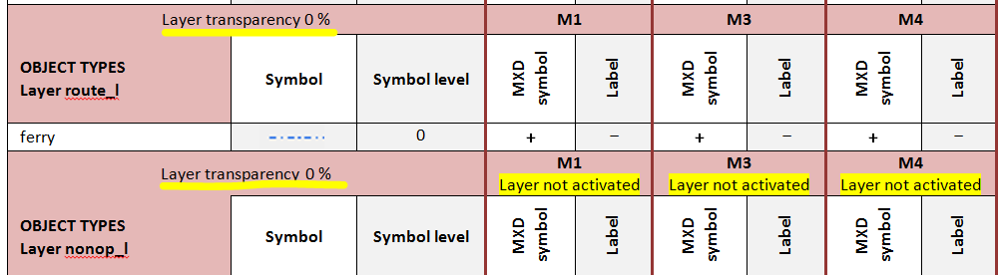 Layer transparency 0 % M1 M3 M4
OBJECT TYPES
Layer route_l
Symbol Symbol level MXD symbol Label MXD symbol Label MXD symbol Label
ferry 0 + – + – + –
Layer transparency 0 % M1 M3 M4
Layer not activated Layer not activated Layer not activated
OBJECT TYPES
Layer nonop_l
Symbol Symbol level MXD symbol Label MXD symbol Label MXD symbol Label